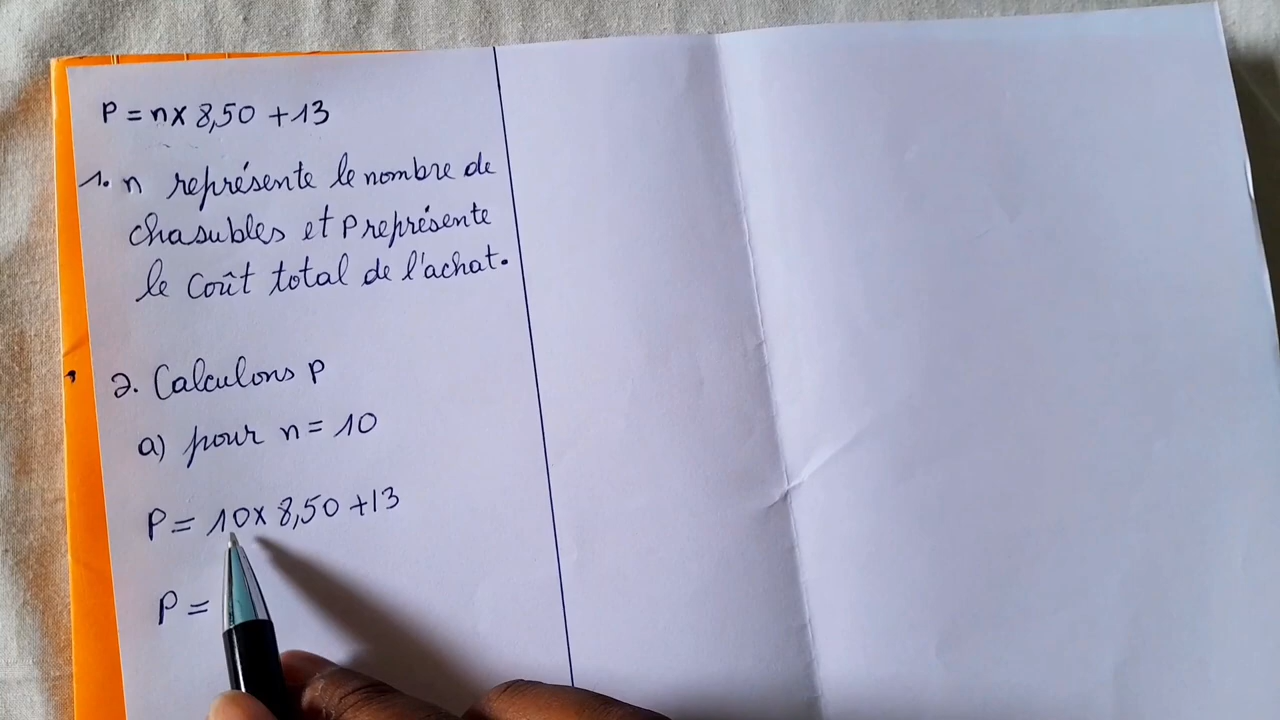 P = n x 8,50 + 13
1. n représente le nombre de
chasubles et P représente
le coût total de l'achat.
2. Calculons P
a) pour n = 10
P = 10 x 8,50 + 13
P =